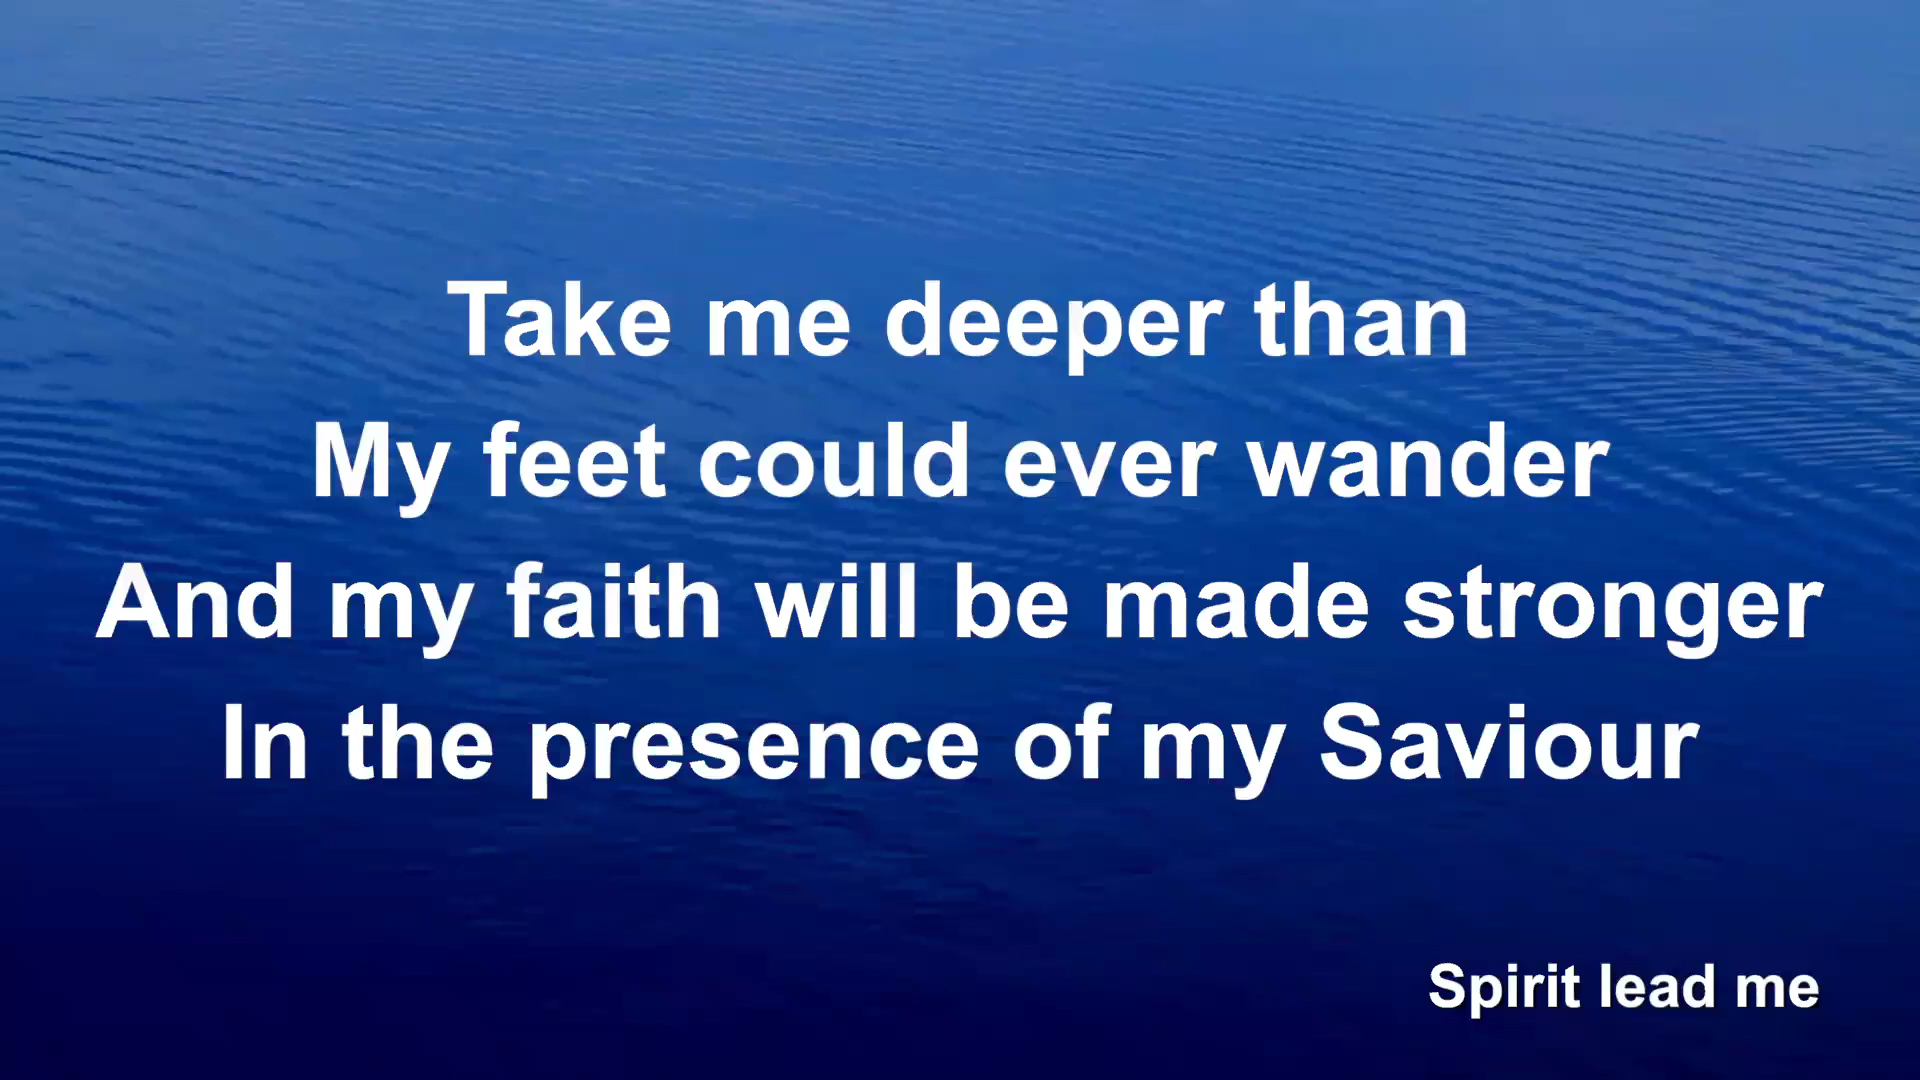 Take me deeper than
My feet could ever wander
And my faith will be made stronger
In the presence of my Saviour
Spirit lead me